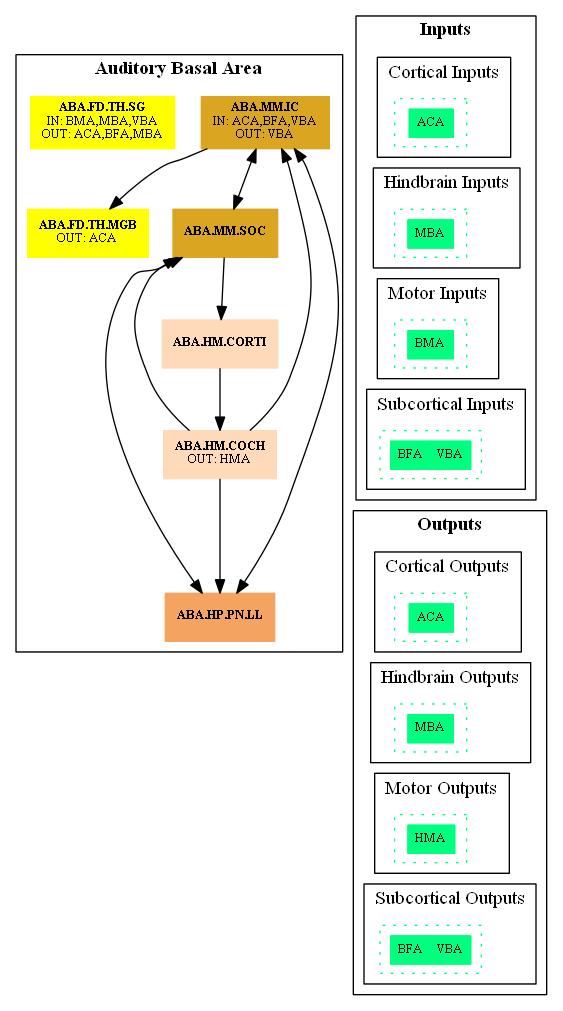 Auditory Basal Area
ABA.FD.TH.SG
IN: BMA,MBA,VBA
OUT: ACA,BFA,MBA
ABA.MM.IC
IN: ACA,BFA,VBA
OUT: VBA
ABA.FD.TH.MGB
OUT: ACA
ABA.MM.SOC
ABA.HM.CORTI
ABA.HM.COCH
OUT: HMA
ABA.HP.PN.LL
Inputs
Cortical Inputs
ACA
Hindbrain Inputs
MBA
Motor Inputs
BMA
Subcortical Inputs
BFA VBA
Outputs
Cortical Outputs
ACA
Hindbrain Outputs
MBA
Motor Outputs
HMA
Subcortical Outputs
BFA VBA